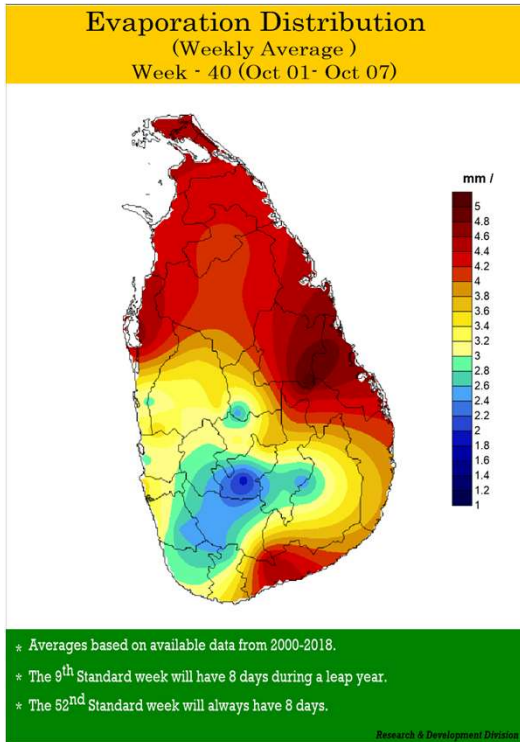 Evaporation Distribution
(Weekly Average )
Week - 40 (Oct 01- Oct 07)
mm /
5
4.8
4.6
4.4
4.2
4
3.8
3.6
3.4
3.2
3
2.8
2.6
2.4
2.2
2
1.8
1.6
1.4
1.2
1
* Averages based on available data from 2000-2018.
* The 9th Standard week will have 8 days during a leap year.
* The 52nd Standard week will always have 8 days.
Research & Development Division